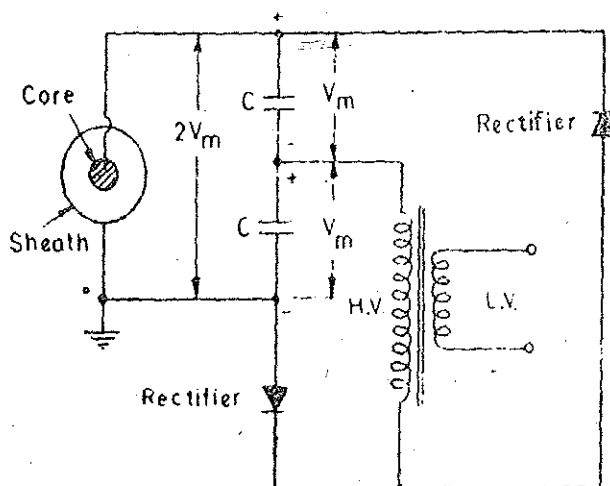 +
Core
C
Vm
2Vm
Rectifier
-
+
Sheath
C
Vm
-
H.V.
L.V.
Rectifier